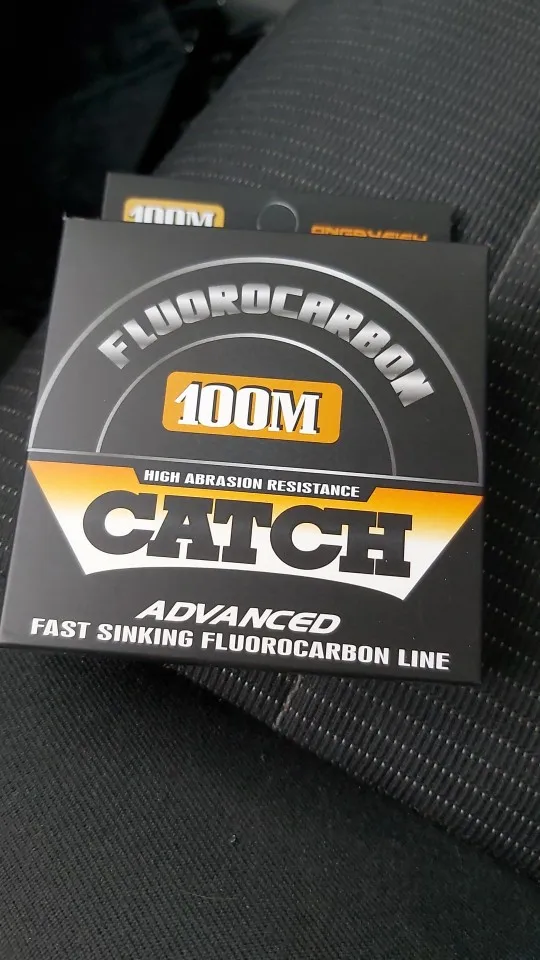 100M
FLUOROCARBON
100M
HIGH ABRASION RESISTANCE
CATCH
ADVANCED
FAST SINKING FLUOROCARBON LINE